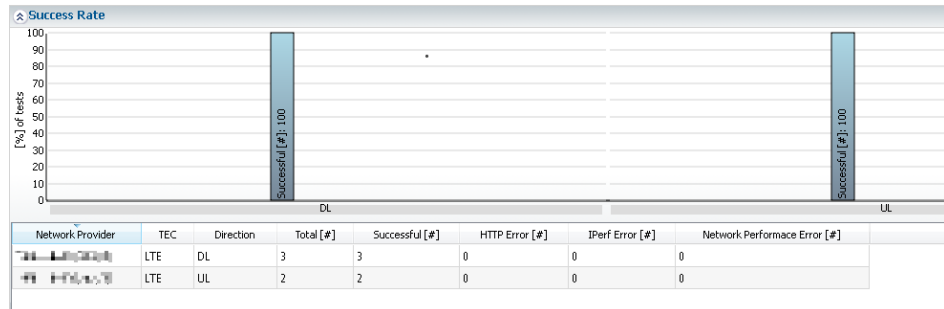 Success Rate
100
90
80
70
60
50
40
30
20
10
0
[%] of tests
Successful [#]: 100
Successful [#]: 100
DL
UL
Network Provider TEC Direction Total [#] Successful [#] HTTP Error [#] IPerf Error [#] Network Performace Error [#]
LTE DL 3 3 0 0 0
LTE UL 2 2 0 0 0